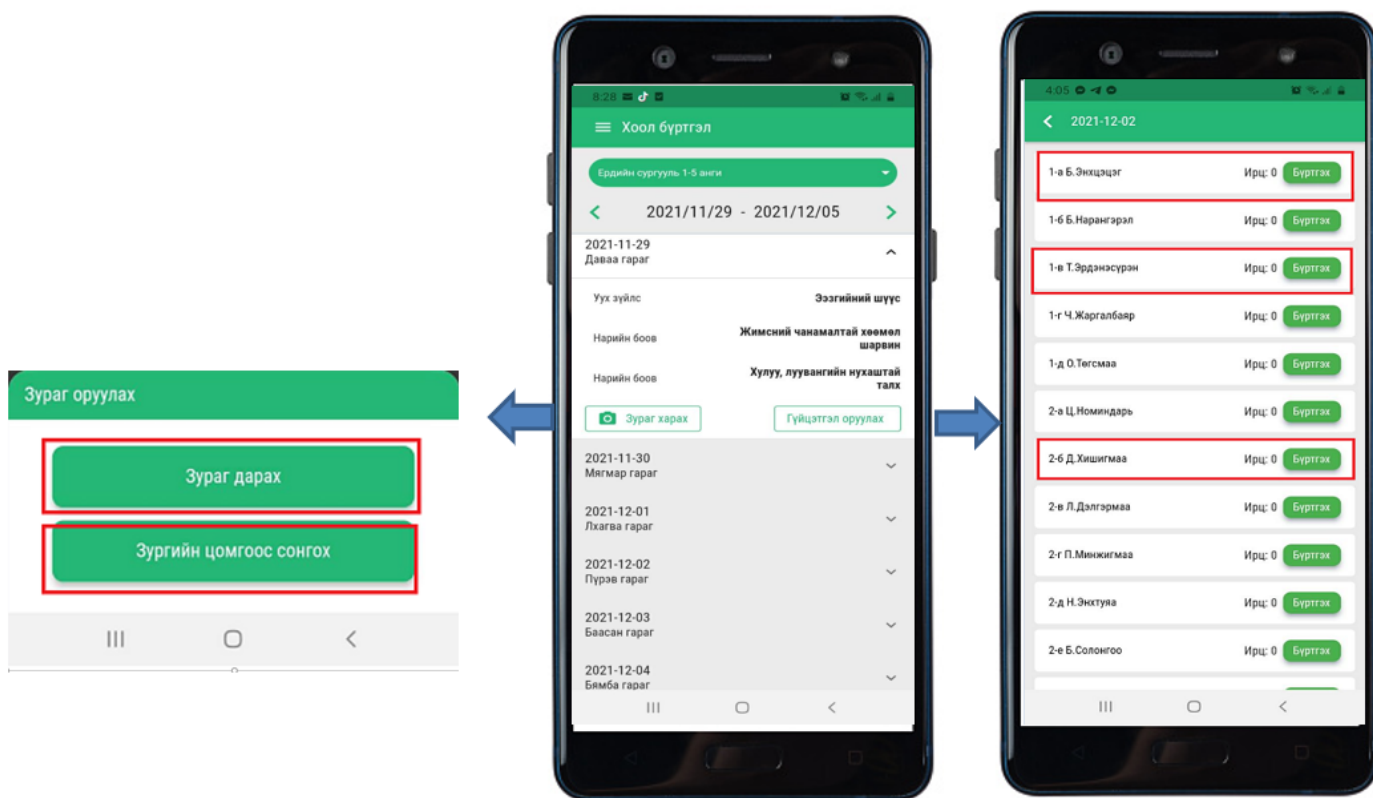 Зураг оруулах
Зураг дарах
Зургийн цомгоос сонгох
8:28
Хоол бүртгэл
Ердийн сургууль 1-5 анги
2021/11/29 - 2021/12/05
2021-11-29
Даваа гараг
Уух зүйлс Ээзгийний шүүс
Нарийн боов Жимсний чанамалтай хөөмөл
шарвин
Нарийн боов Хулуу, луувангийн нухаштай
талх
Зураг харах Гүйцэтгэл оруулах
2021-11-30
Мягмар гараг
2021-12-01
Лхагва гараг
2021-12-02
Пүрэв гараг
2021-12-03
Баасан гараг
2021-12-04
Бямба гараг
4:05
2021-12-02
1-а Б.Энхцэцэг Ирц: 0 Бүртгэх
1-б Б.Нарангэрэл Ирц: 0 Бүртгэх
1-в Т.Эрдэнэсүрэн Ирц: 0 Бүртгэх
1-г Ч.Жаргалбаяр Ирц: 0 Бүртгэх
1-д О.Төгсмаа Ирц: 0 Бүртгэх
2-а Ц.Номиндарь Ирц: 0 Бүртгэх
2-б Д.Хишигмаа Ирц: 0 Бүртгэх
2-в Л.Дэлгэрмаа Ирц: 0 Бүртгэх
2-г П.Минжигмаа Ирц: 0 Бүртгэх
2-д Н.Энхтуяа Ирц: 0 Бүртгэх
2-е Б.Солонгоо Ирц: 0 Бүртгэх